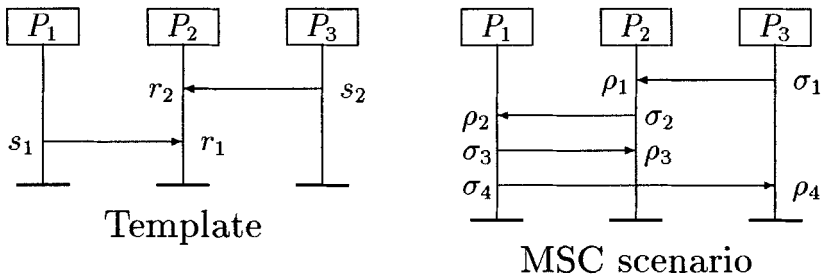 P₁ P₂ P₃ P₁ P₂ P₃
r₂ s₂ ρ₁ σ₁
ρ₂ σ₂
s₁ r₁ σ₃ ρ₃
σ₄ ρ₄
Template
MSC scenario